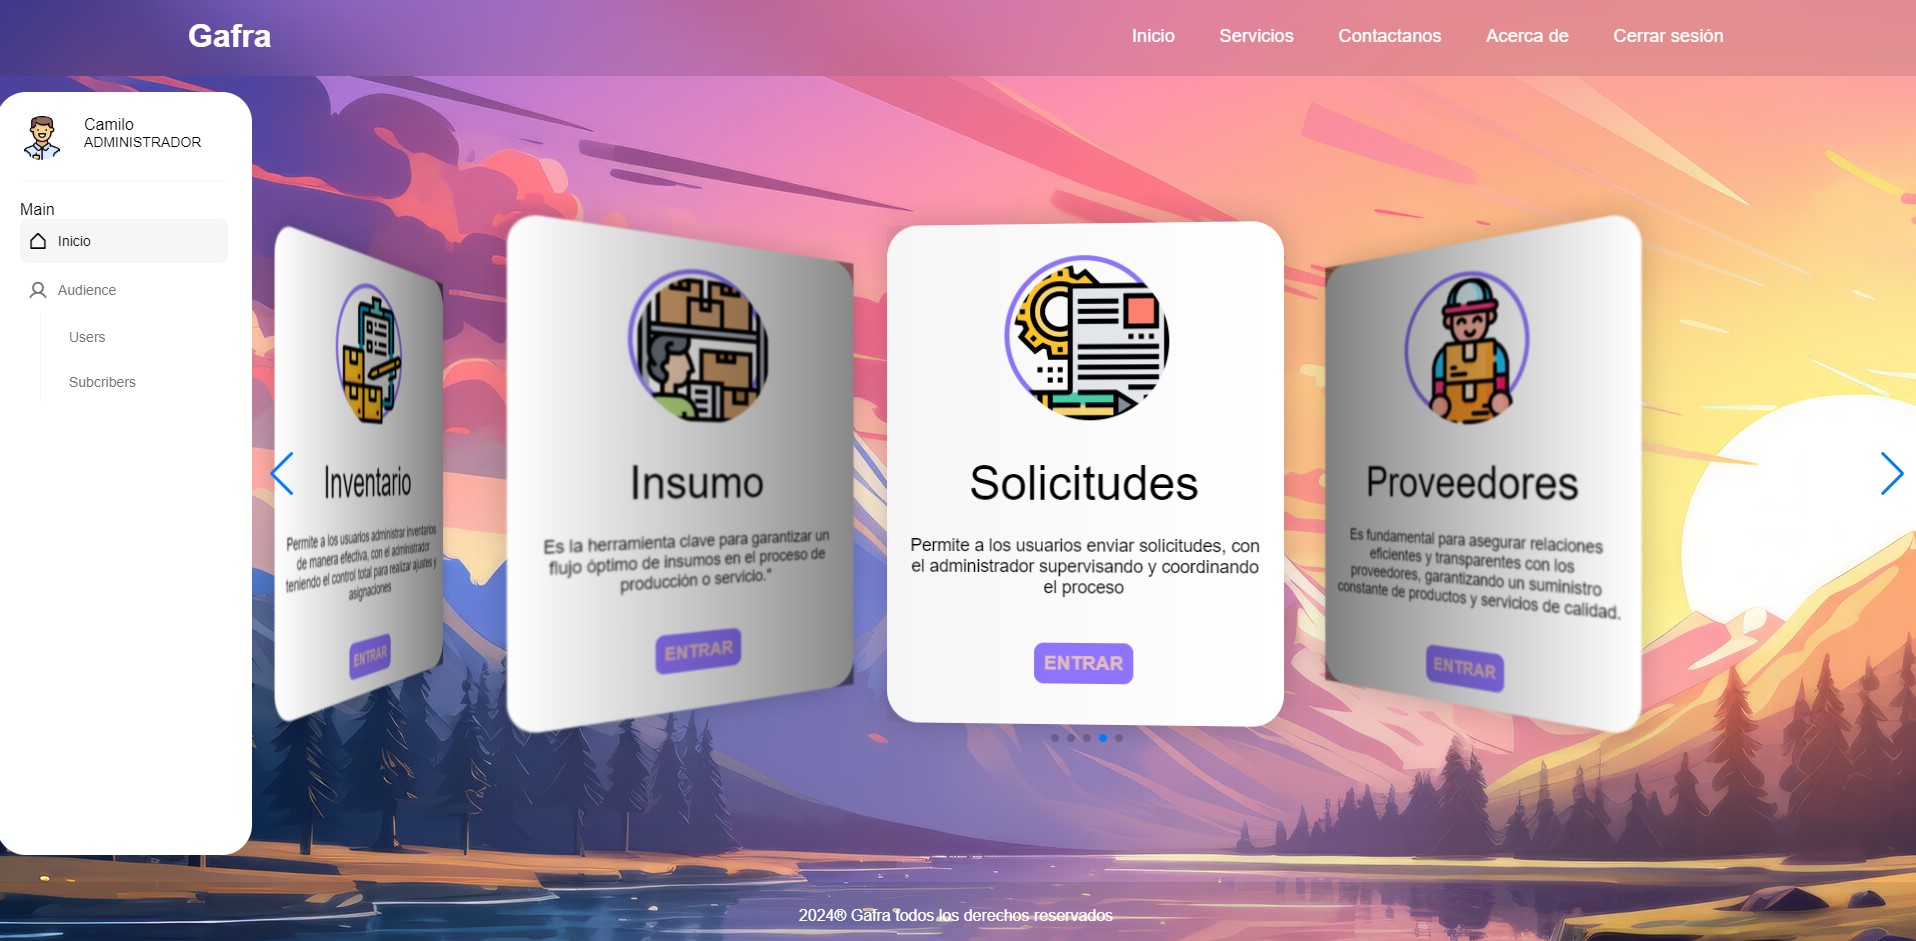 Gafra
Inicio
Servicios
Contactanos
Acerca de
Cerrar sesión
Camilo
ADMINISTRADOR
Main
Inicio
Audience
Users
Subcribers
Inventario
Permite a los usuarios administrar inventarios
de manera efectiva, con el administrador
teniendo el control total para realizar ajustes y
asignaciones
ENTRAR
Insumo
Es la herramienta clave para garantizar un
flujo óptimo de insumos en el proceso de
producción o servicio."
ENTRAR
Solicitudes
Permite a los usuarios enviar solicitudes, con
el administrador supervisando y coordinando
el proceso
ENTRAR
Proveedores
Es fundamental para asegurar relaciones
eficientes y transparentes con los
proveedores, garantizando un suministro
constante de productos y servicios de calidad.
ENTRAR
2024® Gafra todos los derechos reservados